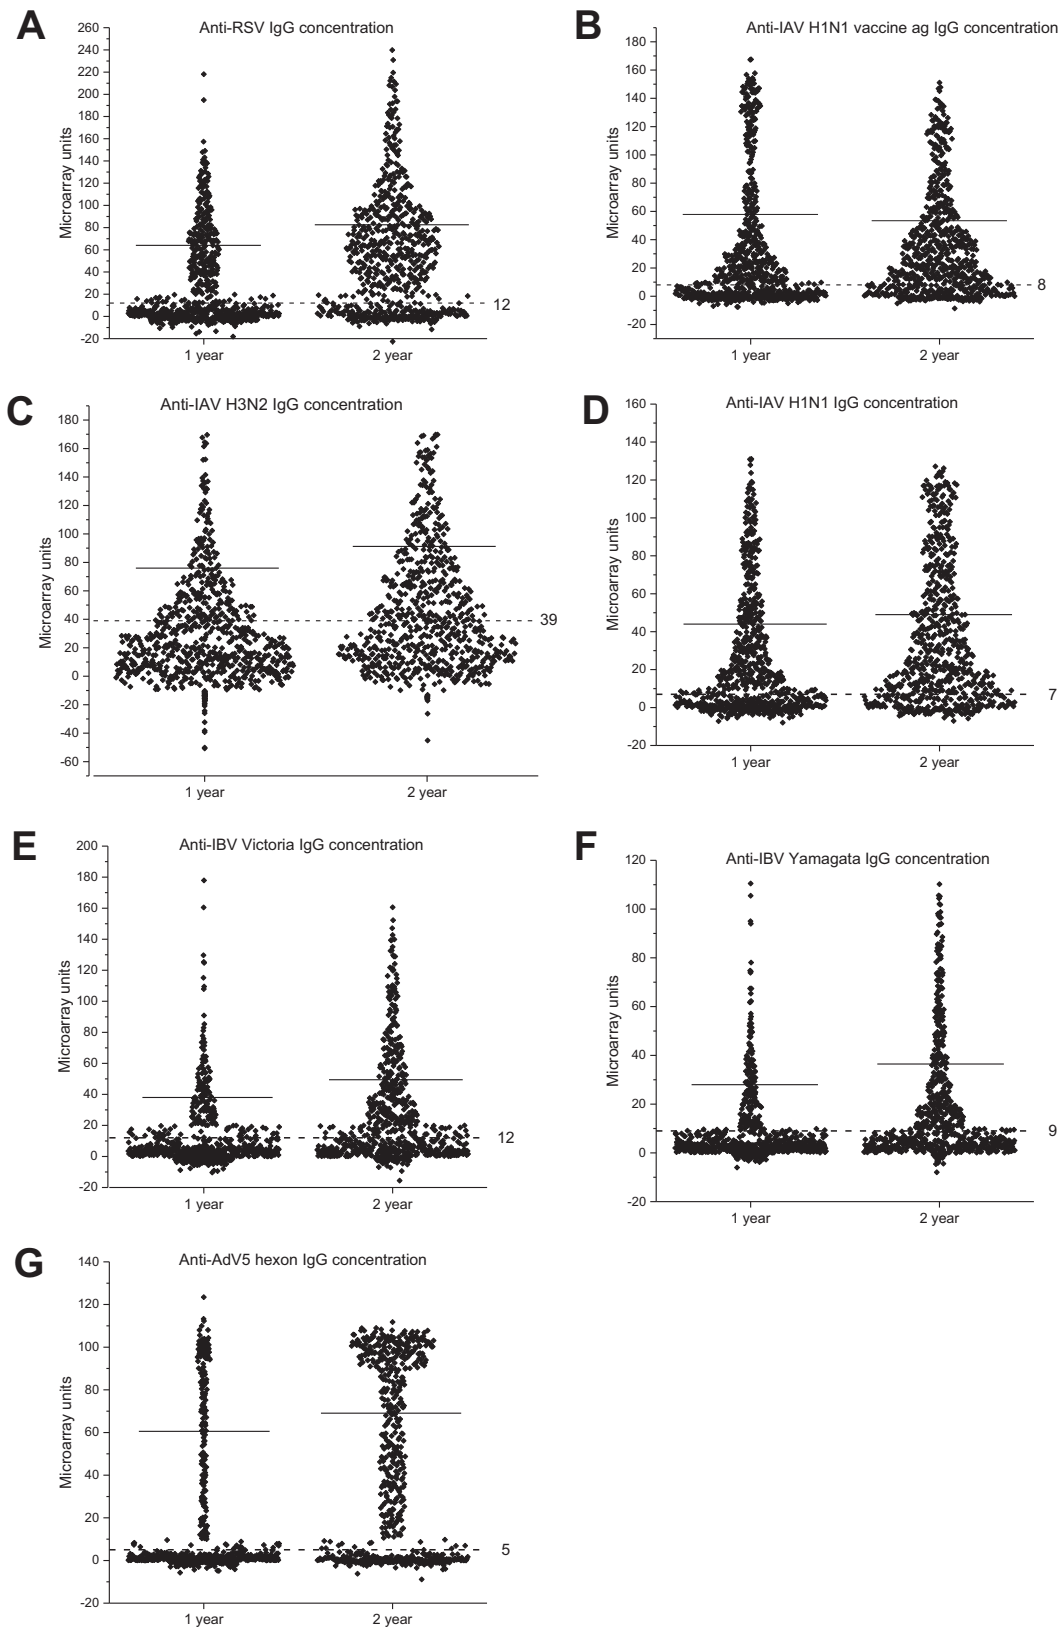 A
Anti-RSV IgG concentration
Microarray units
260
240
220
200
180
160
140
120
100
80
60
40
20
0
-20
12
1 year
2 year
B
Anti-IAV H1N1 vaccine ag IgG concentration
Microarray units
180
160
140
120
100
80
60
40
20
0
-20
8
1 year
2 year
C
Anti-IAV H3N2 IgG concentration
Microarray units
180
160
140
120
100
80
60
40
20
0
-20
-40
-60
39
1 year
2 year
D
Anti-IAV H1N1 IgG concentration
Microarray units
160
140
120
100
80
60
40
20
0
-20
7
1 year
2 year
E
Anti-IBV Victoria IgG concentration
Microarray units
200
180
160
140
120
100
80
60
40
20
0
-20
12
1 year
2 year
F
Anti-IBV Yamagata IgG concentration
Microarray units
120
100
80
60
40
20
0
-20
9
1 year
2 year
G
Anti-AdV5 hexon IgG concentration
Microarray units
140
120
100
80
60
40
20
0
-20
5
1 year
2 year